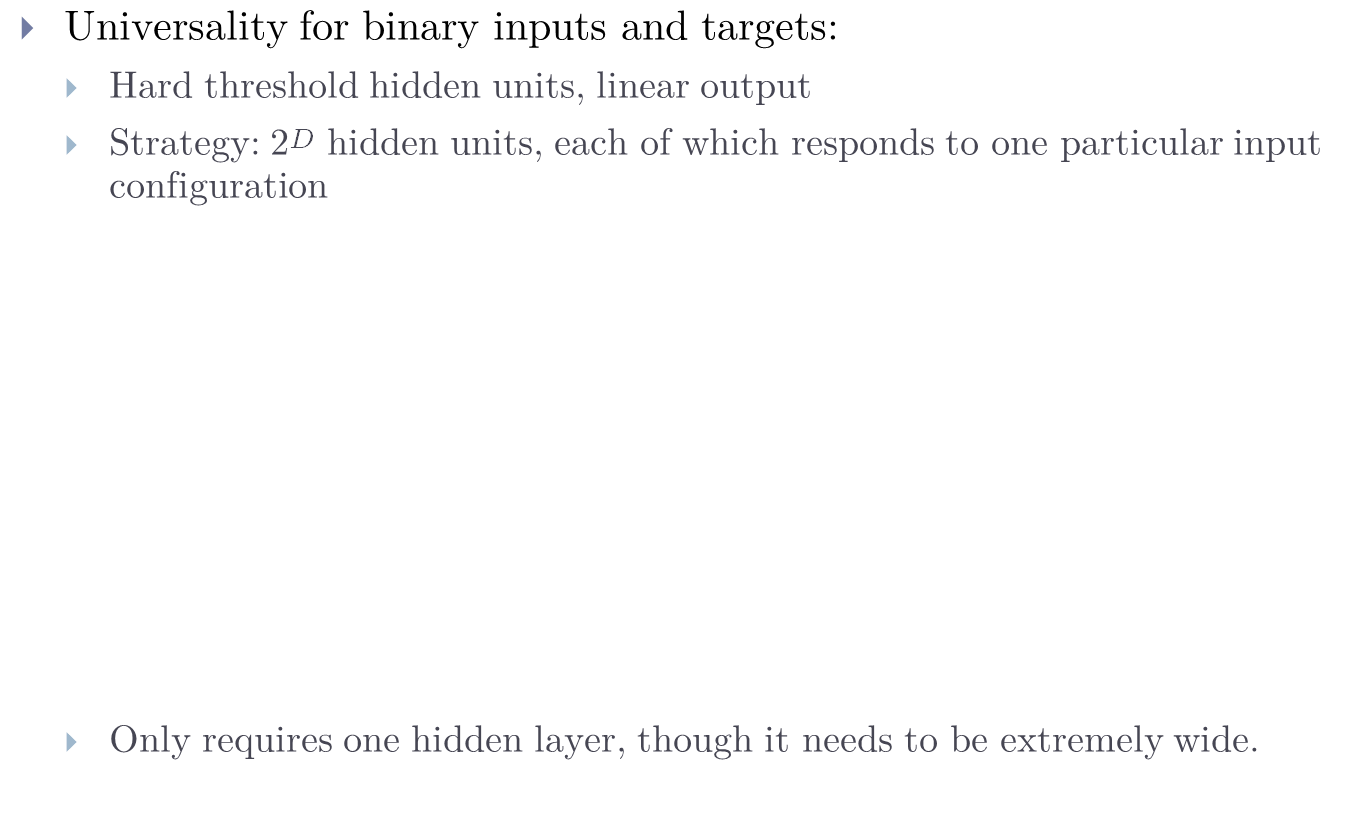 Universality for binary inputs and targets:
Hard threshold hidden units, linear output
Strategy: 2^D hidden units, each of which responds to one particular input
configuration
Only requires one hidden layer, though it needs to be extremely wide.